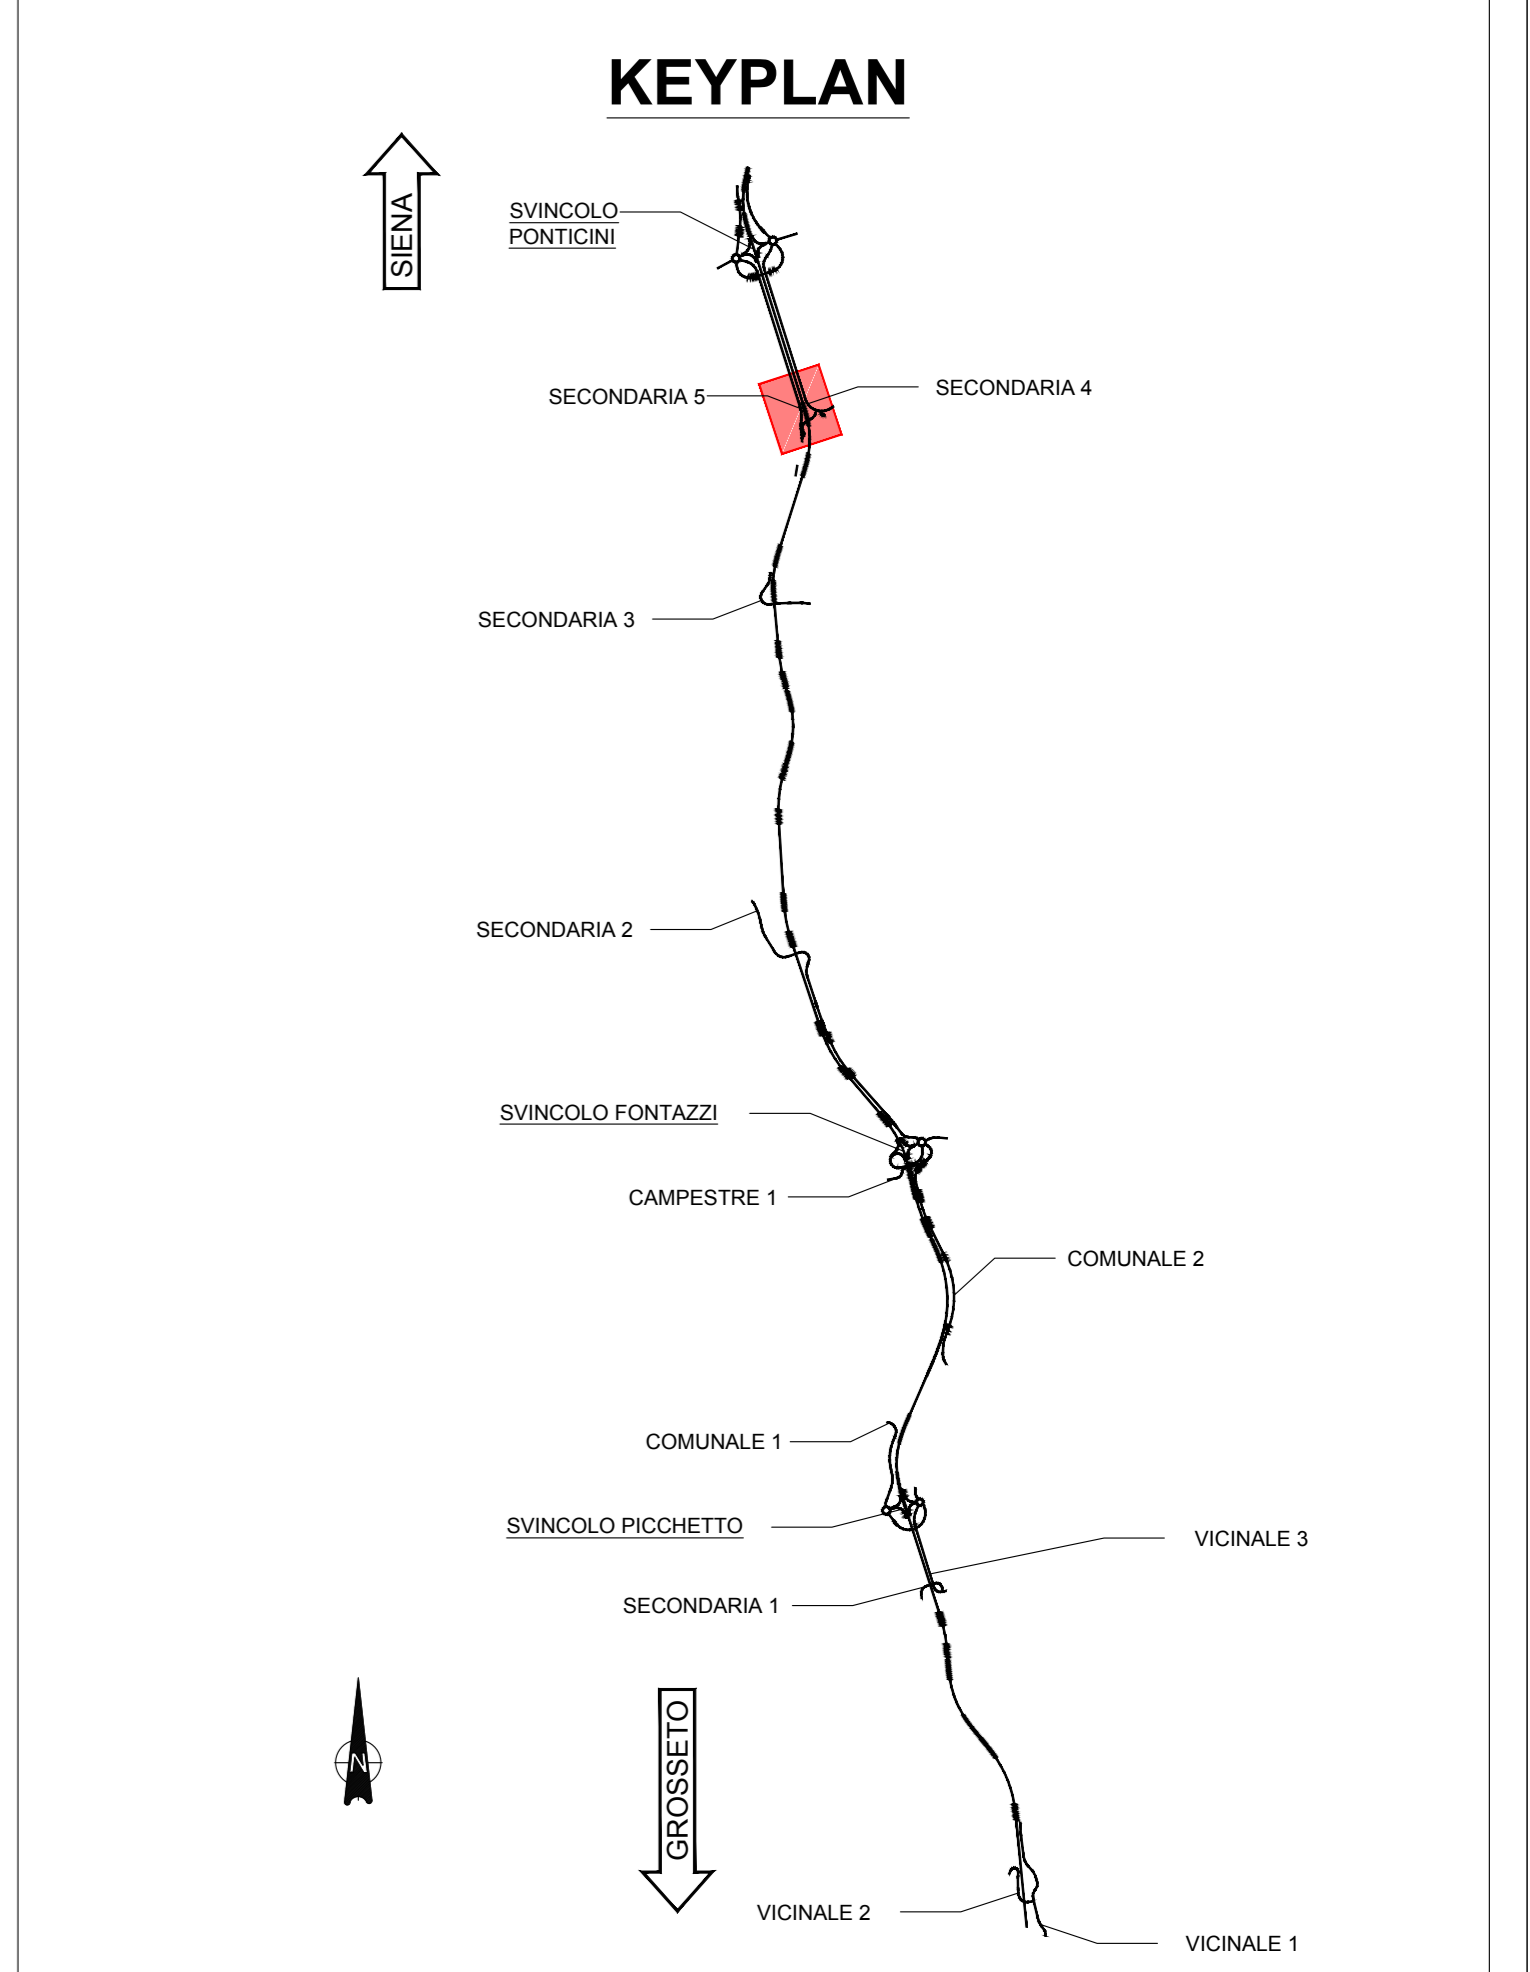 KEYPLAN
SIENA
SVINCOLO
PONTICINI
SECONDARIA 5
SECONDARIA 4
SECONDARIA 3
SECONDARIA 2
SVINCOLO FONTAZZI
CAMPESTRE 1
COMUNALE 2
COMUNALE 1
SVINCOLO PICCHETTO
VICINALE 3
SECONDARIA 1
N
GROSSETO
VICINALE 2
VICINALE 1